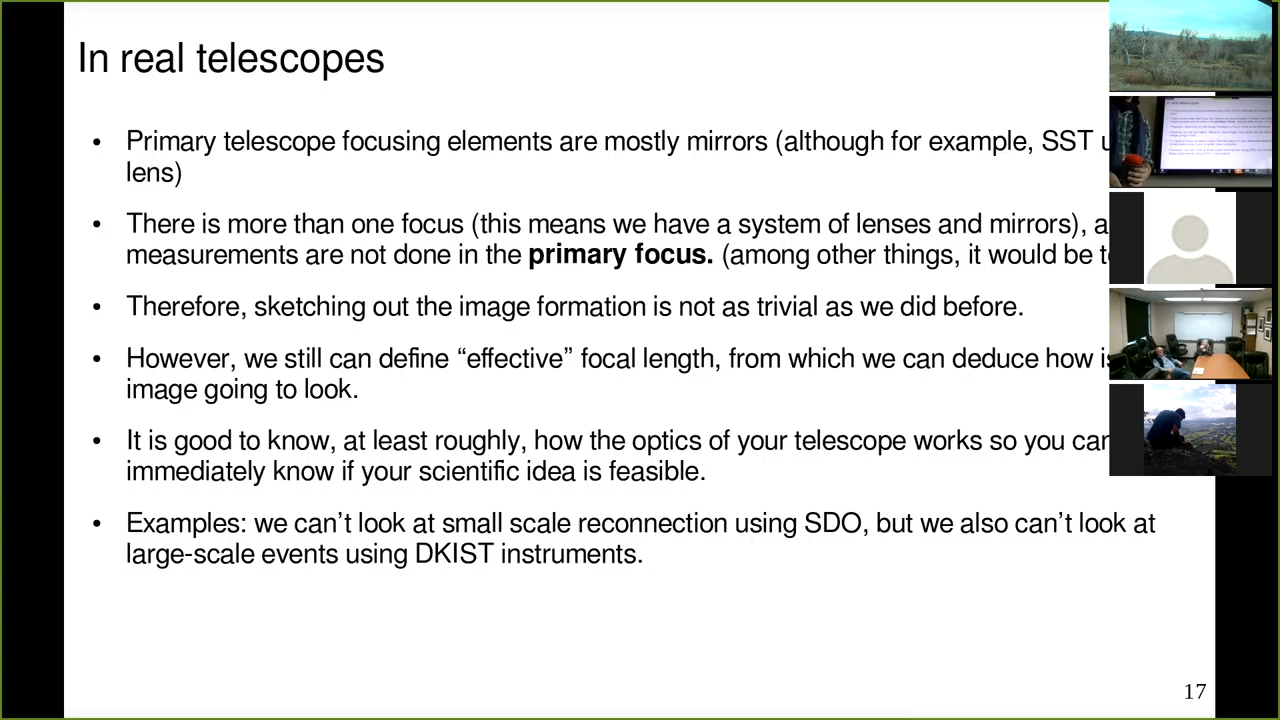 In real telescopes
• Primary telescope focusing elements are mostly mirrors (although for example, SST
lens)
• There is more than one focus (this means we have a system of lenses and mirrors),
measurements are not done in the primary focus. (among other things, it would be
• Therefore, sketching out the image formation is not as trivial as we did before.
• However, we still can define “effective” focal length, from which we can deduce how
image going to look.
• It is good to know, at least roughly, how the optics of your telescope works so you can
immediately know if your scientific idea is feasible.
• Examples: we can’t look at small scale reconnection using SDO, but we also can’t look at
large-scale events using DKIST instruments.
17